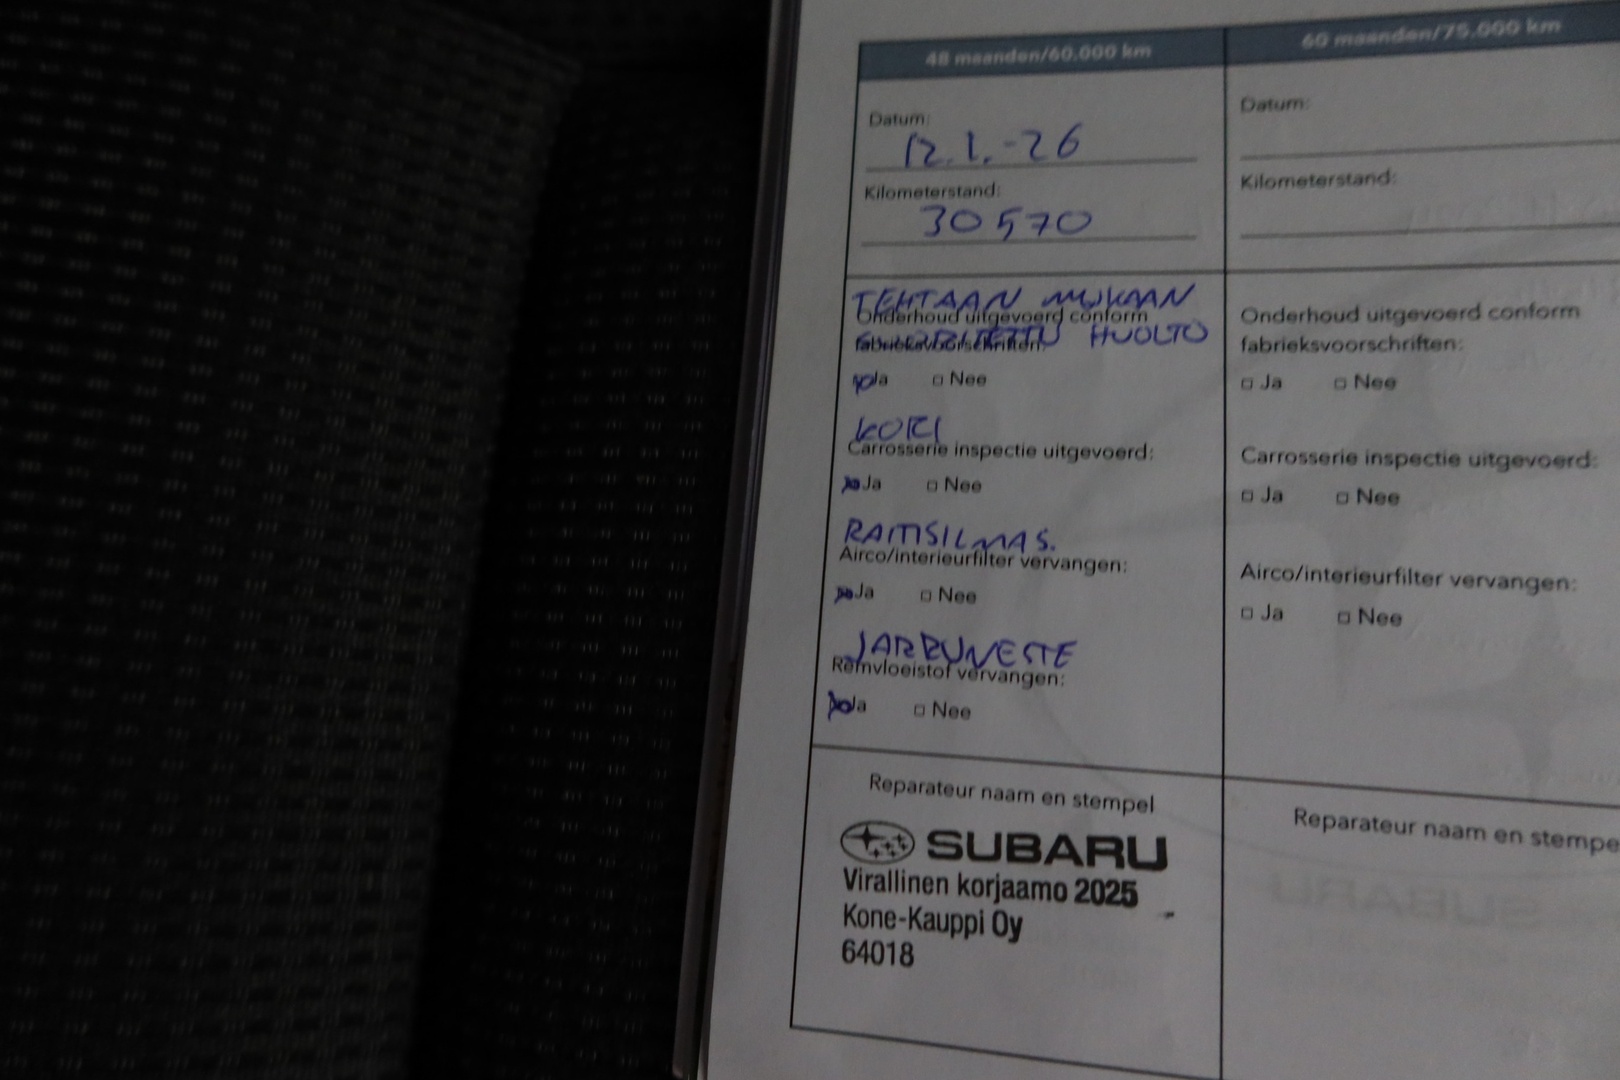 48 maanden/60.000 km
Datum:
12.1.-26
Kilometerstand:
30570
TEHTAAN MUKAAN
Onderhoud uitgevoerd conform
HUOLTO
fabrieksvoorschriften:
Ja Nee
KORI
Carrosserie inspectie uitgevoerd:
Ja Nee
RAITISILMAS.
Airco/interieurfilter vervangen:
Ja Nee
JARRUNESTE
Remvloeistof vervangen:
Ja Nee
Reparateur naam en stempel
SUBARU
Virallinen korjaamo 2025
Kone-Kauppi Oy
64018
60 maanden/75.000 km
Datum:
Kilometerstand:
Onderhoud uitgevoerd conform
fabrieksvoorschriften:
Ja Nee
Carrosserie inspectie uitgevoerd:
Ja Nee
Airco/interieurfilter vervangen:
Ja Nee
Reparateur naam en stempe